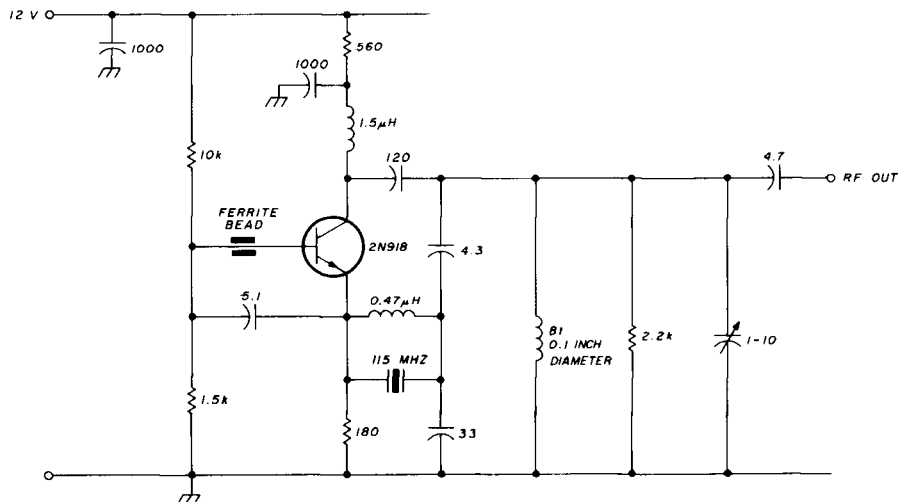 12 V
1000
560
1000
1.5μH
10k
120
4.7
RF OUT
FERRITE
BEAD
2N918
4.3
5.1
0.47μH
81
0.1 INCH
DIAMETER
2.2k
1-10
115 MHZ
1.5k
180
33